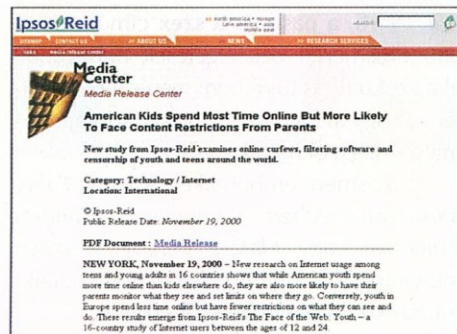 Ipsos Reid
north america • europe
latin america • asia
middle east
SITEMAP CONTACT US >> ABOUT US NEWS >> RESEARCH SERVICES
Media
Center
Media Release Center
American Kids Spend Most Time Online But More Likely
To Face Content Restrictions From Parents
New study from Ipsos-Reid examines online curfews, filtering software and
censorship of youth and teens around the world.
Category: Technology / Internet
Location: International
© Ipsos-Reid
Public Release Date: November 19, 2000
PDF Document : Media Release
NEW YORK, November 19, 2000 – New research on Internet usage among
teens and young adults in 16 countries shows that while American youth spend
more time online than kids elsewhere do, they are also more likely to have their
parents monitor what they see and set limits on where they go. Conversely, youth in
Europe spend less time online but have fewer restrictions on what they can see and
do. These results emerge from Ipsos-Reid's The Face of the Web: Youth – a
16-country study of Internet users between the ages of 12 and 24.